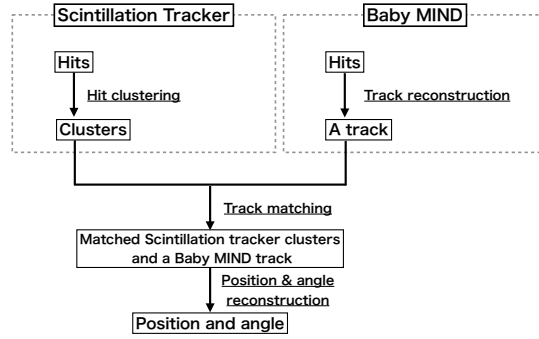 Scintillation Tracker
Baby MIND
Hits
Hits
Hit clustering
Track reconstruction
Clusters
A track
Track matching
Matched Scintillation tracker clusters
and a Baby MIND track
Position & angle
reconstruction
Position and angle